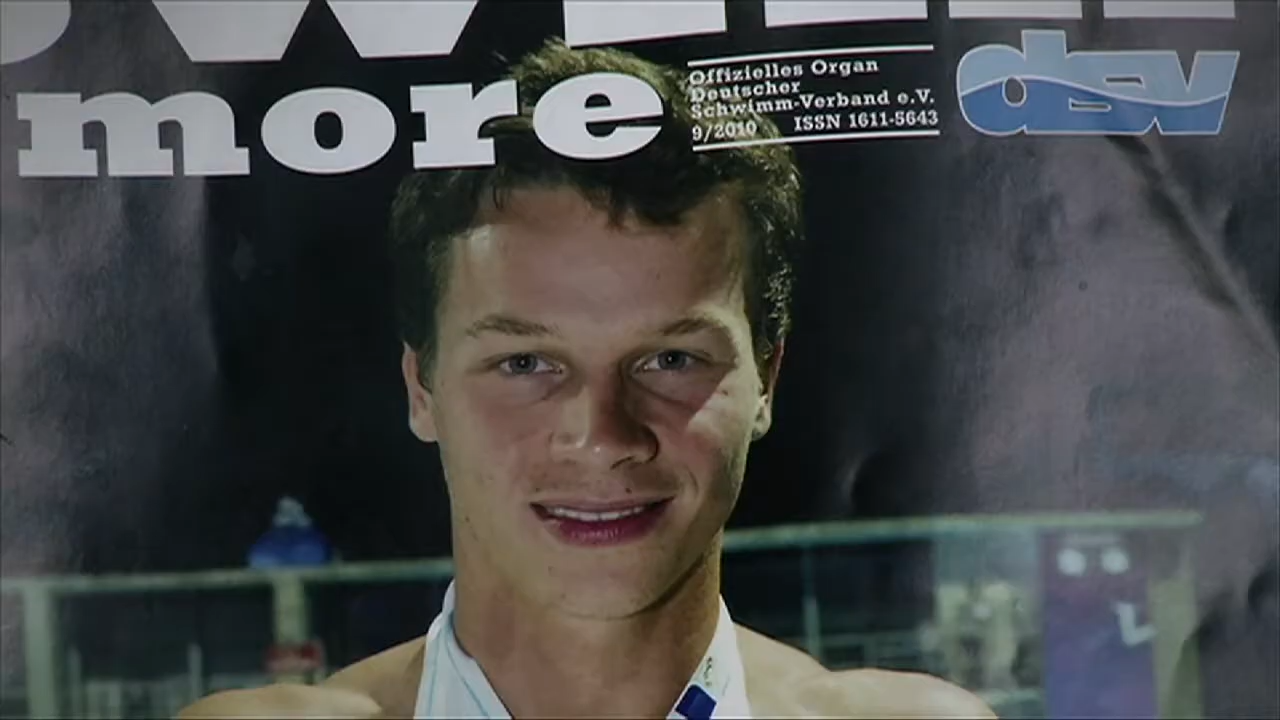 more
Offizielles Organ
Deutscher
Schwimm-Verband e.V.
9/2010 ISSN 1611-5643
dsv